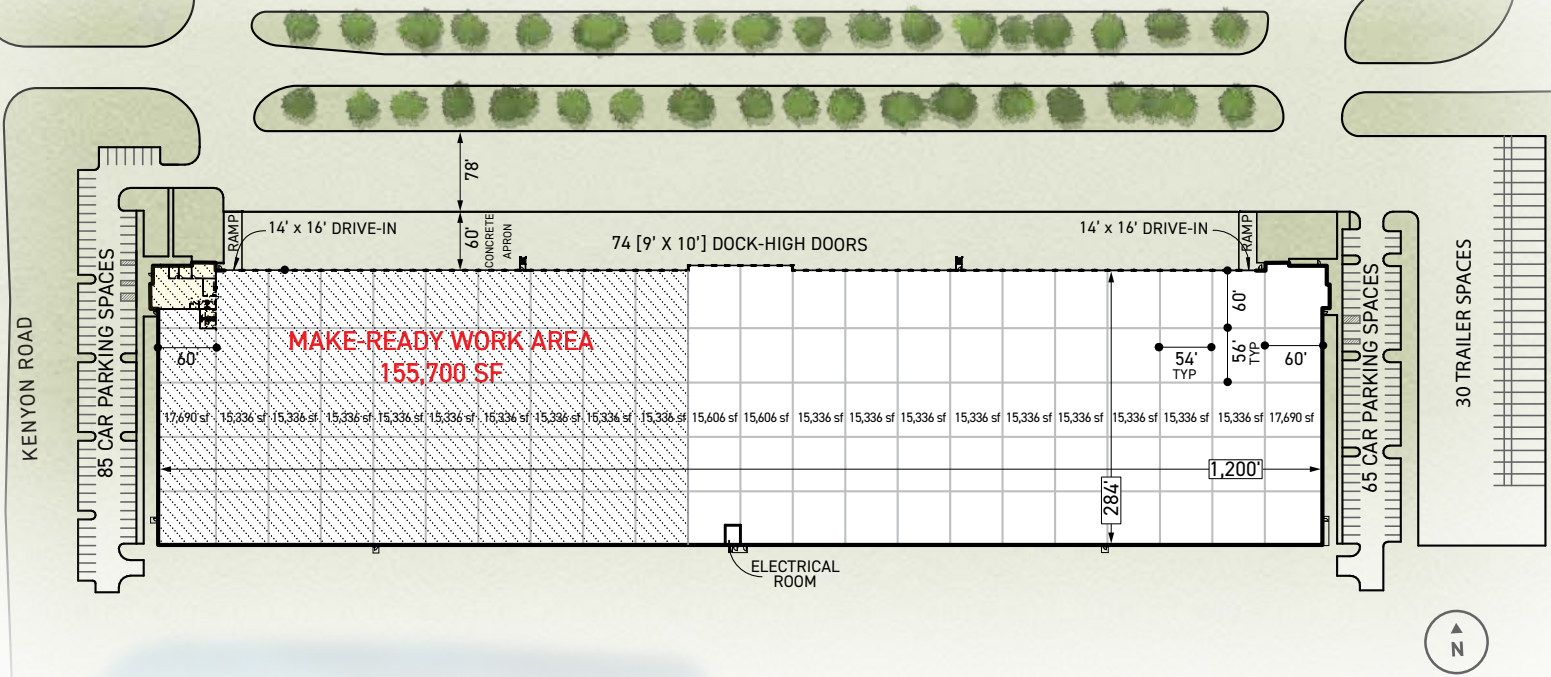 78'
RAMP
14' x 16' DRIVE-IN
60'
CONCRETE
APRON
74 [9' X 10'] DOCK-HIGH DOORS
14' x 16' DRIVE-IN
RAMP
KENYON ROAD
85 CAR PARKING SPACES
MAKE-READY WORK AREA
155,700 SF
60'
60'
54'
TYP
56'
TYP
60'
65 CAR PARKING SPACES
30 TRAILER SPACES
17,690 sf 15,336 sf 15,336 sf 15,336 sf 15,336 sf 15,336 sf 15,336 sf 15,336 sf 15,336 sf 15,336 sf 15,606 sf 15,606 sf 15,336 sf 15,336 sf 15,336 sf 15,336 sf 15,336 sf 15,336 sf 15,336 sf 15,336 sf 15,336 sf 17,690 sf
1,200'
284'
ELECTRICAL
ROOM
N